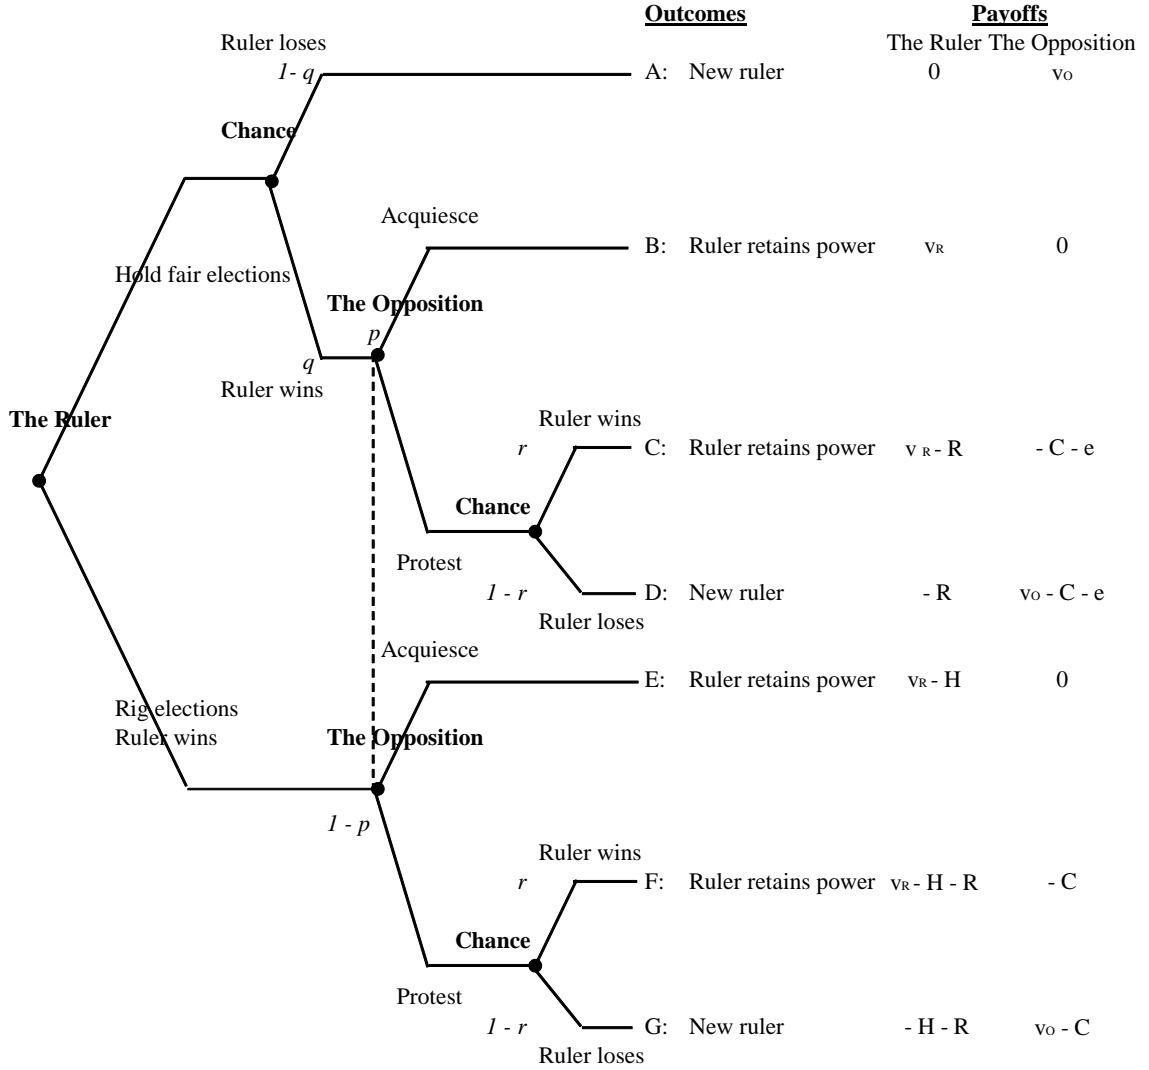 Outcomes Payoffs
Ruler loses The Ruler The Opposition
1- q A: New ruler 0 vO
Chance
Acquiesce
B: Ruler retains power vR 0
Hold fair elections
The Opposition
p
q
Ruler wins
The Ruler
Ruler wins
r C: Ruler retains power v R - R - C - e
Chance
Protest
1 - r D: New ruler - R vO - C - e
Ruler loses
Acquiesce
E: Ruler retains power vR - H 0
Rig elections
Ruler wins The Opposition
1 - p
Ruler wins
r F: Ruler retains power vR - H - R - C
Chance
Protest
1 - r G: New ruler - H - R vO - C
Ruler loses